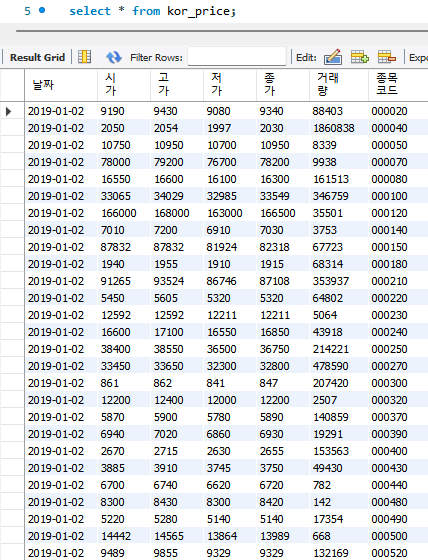 5 select * from kor_price;
Result Grid Filter Rows: Edit: Expo
날짜 시가 고가 저가 종가 거래량 종목코드
2019-01-02 9190 9430 9080 9340 88403 000020
2019-01-02 2050 2054 1997 2030 1860838 000040
2019-01-02 10750 10950 10700 10950 8339 000050
2019-01-02 78000 79200 76700 78200 9938 000070
2019-01-02 16550 16600 16100 16300 161513 000080
2019-01-02 33065 34029 32985 33549 346759 000100
2019-01-02 166000 168000 163000 166500 35501 000120
2019-01-02 7010 7200 6910 7030 3753 000140
2019-01-02 87832 87832 81924 82318 67723 000150
2019-01-02 1940 1955 1910 1915 68314 000180
2019-01-02 91265 93524 86746 87108 353937 000210
2019-01-02 5450 5605 5320 5320 64802 000220
2019-01-02 12592 12592 12211 12211 5064 000230
2019-01-02 16600 17100 16550 16850 43918 000240
2019-01-02 38400 38550 36500 36750 214221 000250
2019-01-02 33450 33650 32300 32800 478590 000270
2019-01-02 861 862 841 847 207420 000300
2019-01-02 12200 12400 12000 12200 2507 000320
2019-01-02 5870 5900 5780 5890 140859 000370
2019-01-02 6940 7020 6860 6930 19291 000390
2019-01-02 2670 2715 2630 2655 153563 000400
2019-01-02 3885 3910 3745 3750 49430 000430
2019-01-02 6700 6740 6620 6720 782 000440
2019-01-02 8300 8430 8300 8420 142 000480
2019-01-02 5220 5280 5140 5140 17354 000490
2019-01-02 14442 14565 13864 13989 668 000500
2019-01-02 9489 9855 9329 9329 132169 000520